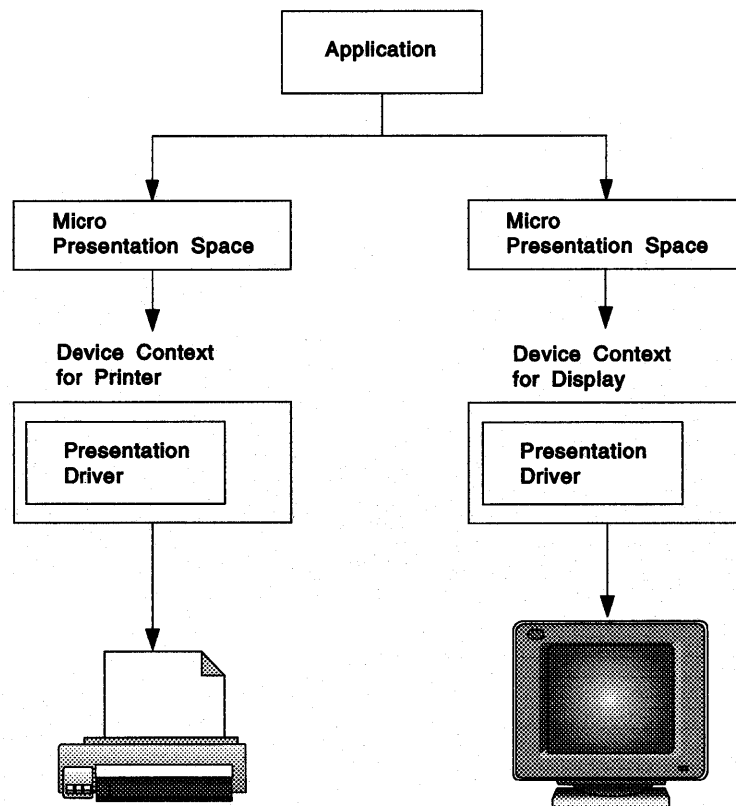 Application
Micro
Presentation Space
Micro
Presentation Space
Device Context
for Printer
Device Context
for Display
Presentation
Driver
Presentation
Driver